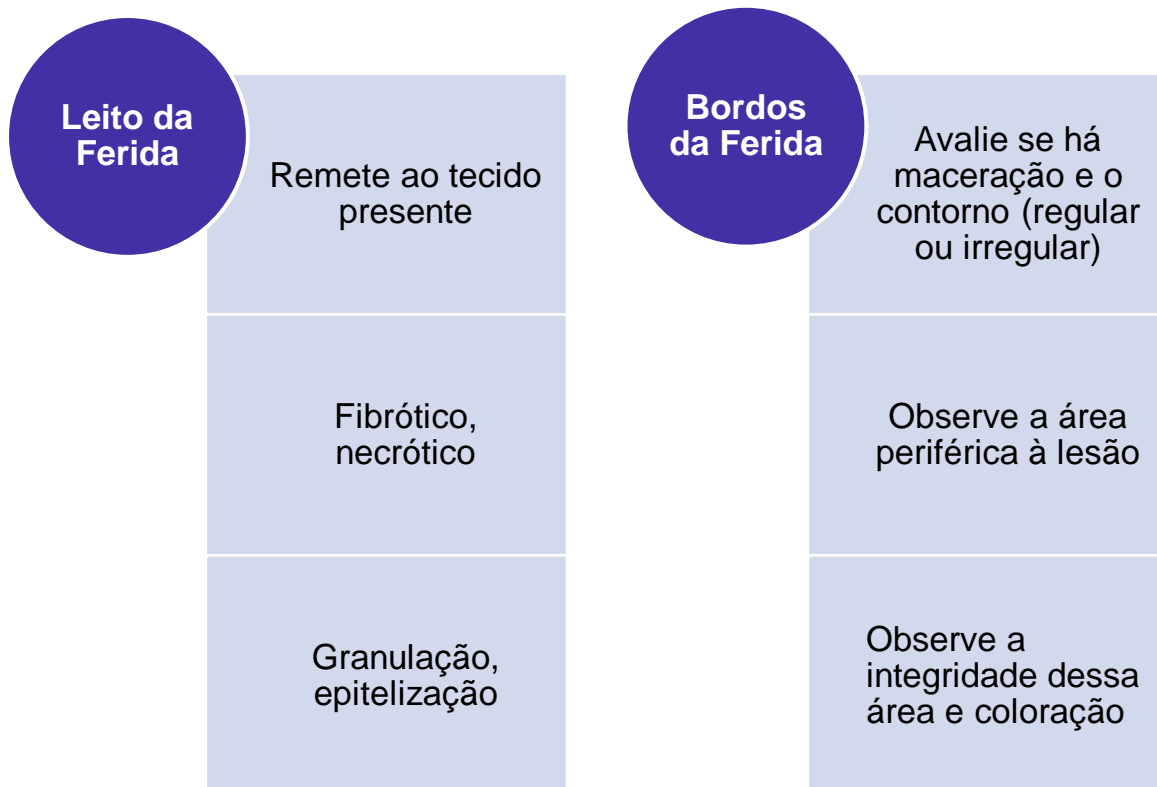 Leito da
Ferida
Remete ao tecido
presente
Fibrótico,
necrótico
Granulação,
epitelização
Bordos
da Ferida
Avalie se há
maceração e o
contorno (regular
ou irregular)
Observe a área
periférica à lesão
Observe a
integridade dessa
área e coloração